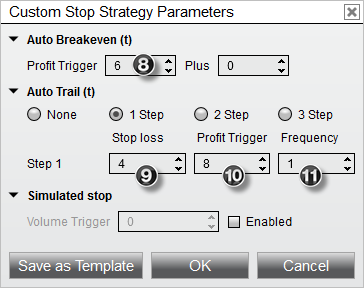 Custom Stop Strategy Parameters
Auto Breakeven (t)
Profit Trigger 6 8 Plus 0
Auto Trail (t)
None 1 Step 2 Step 3 Step
Stop loss Profit Trigger Frequency
Step 1 4 8 1
9 10 11
Simulated stop
Volume Trigger 0 Enabled
Save as Template OK Cancel